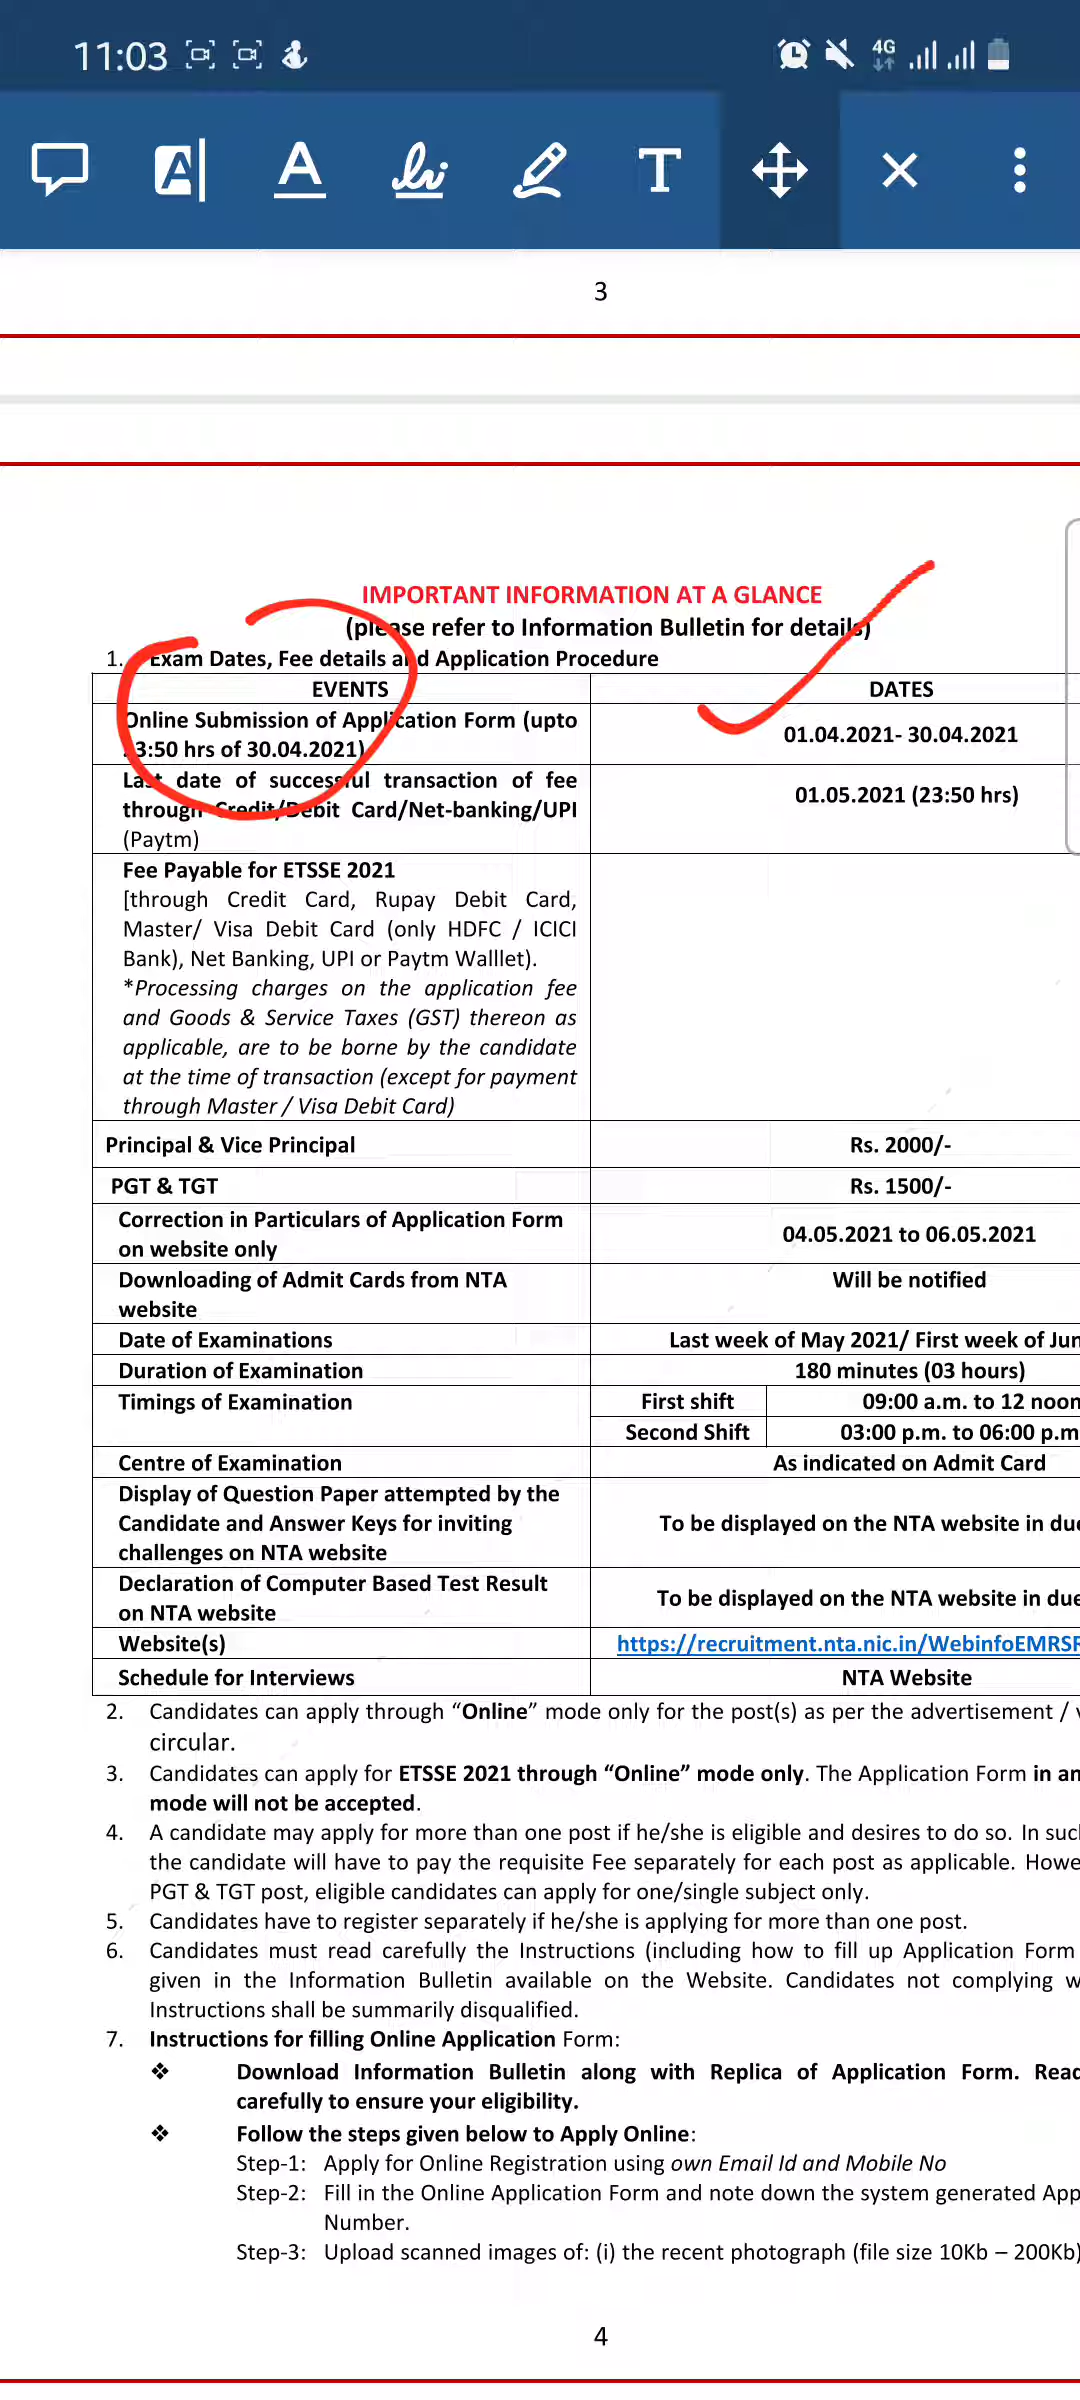 11:03
4G
A
A
T
3
IMPORTANT INFORMATION AT A GLANCE
(please refer to Information Bulletin for details)
1. Exam Dates, Fee details and Application Procedure
EVENTS DATES
Online Submission of Application Form (upto
3:50 hrs of 30.04.2021)
01.04.2021- 30.04.2021
Last date of successful transaction of fee
through Credit/Debit Card/Net-banking/UPI
(Paytm)
01.05.2021 (23:50 hrs)
Fee Payable for ETSSE 2021
[through Credit Card, Rupay Debit Card,
Master/ Visa Debit Card (only HDFC / ICICI
Bank), Net Banking, UPI or Paytm Walllet).
*Processing charges on the application fee
and Goods & Service Taxes (GST) thereon as
applicable, are to be borne by the candidate
at the time of transaction (except for payment
through Master / Visa Debit Card)
Principal & Vice Principal Rs. 2000/-
PGT & TGT Rs. 1500/-
Correction in Particulars of Application Form
on website only
04.05.2021 to 06.05.2021
Downloading of Admit Cards from NTA
website
Will be notified
Date of Examinations Last week of May 2021/ First week of Jun
Duration of Examination 180 minutes (03 hours)
Timings of Examination First shift 09:00 a.m. to 12 noon
Second Shift 03:00 p.m. to 06:00 p.m
Centre of Examination As indicated on Admit Card
Display of Question Paper attempted by the
Candidate and Answer Keys for inviting
challenges on NTA website
To be displayed on the NTA website in due
Declaration of Computer Based Test Result
on NTA website
To be displayed on the NTA website in due
Website(s) https://recruitment.nta.nic.in/WebinfoEMRSR
Schedule for Interviews NTA Website
2. Candidates can apply through “Online” mode only for the post(s) as per the advertisement /
circular.
3. Candidates can apply for ETSSE 2021 through “Online” mode only. The Application Form in an
mode will not be accepted.
4. A candidate may apply for more than one post if he/she is eligible and desires to do so. In such
the candidate will have to pay the requisite Fee separately for each post as applicable. Howe
PGT & TGT post, eligible candidates can apply for one/single subject only.
5. Candidates have to register separately if he/she is applying for more than one post.
6. Candidates must read carefully the Instructions (including how to fill up Application Form
given in the Information Bulletin available on the Website. Candidates not complying w
Instructions shall be summarily disqualified.
7. Instructions for filling Online Application Form:
❖ Download Information Bulletin along with Replica of Application Form. Read
carefully to ensure your eligibility.
❖ Follow the steps given below to Apply Online:
Step-1: Apply for Online Registration using own Email Id and Mobile No
Step-2: Fill in the Online Application Form and note down the system generated App
Number.
Step-3: Upload scanned images of: (i) the recent photograph (file size 10Kb – 200Kb)
4